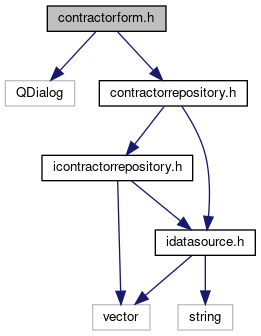 contractorform.h
QDialog
contractorrepository.h
icontractorrepository.h
idatasource.h
vector
string